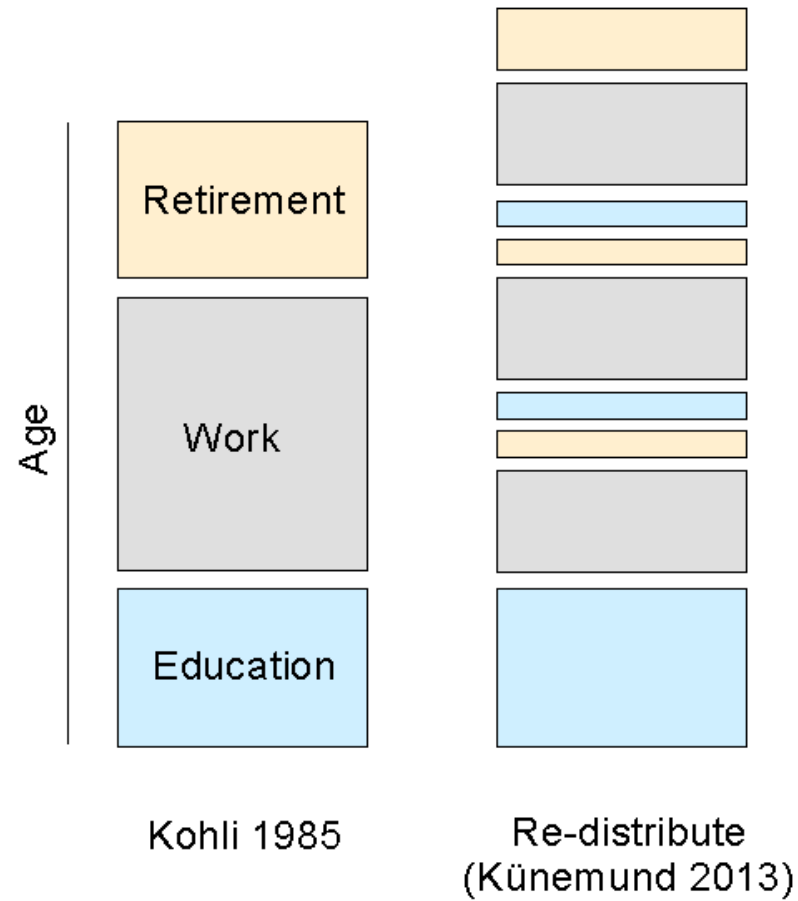 Retirement
Work
Education
Age
Kohli 1985
Re-distribute
(Künemund 2013)